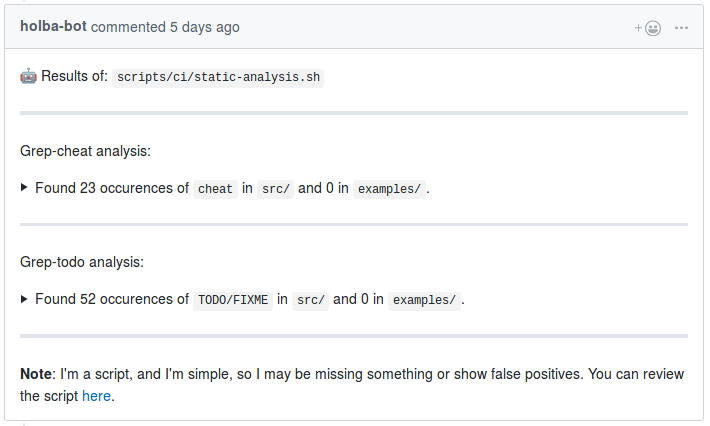 holba-bot commented 5 days ago
Results of: scripts/ci/static-analysis.sh
Grep-cheat analysis:
Found 23 occurences of cheat in src/ and 0 in examples/ .
Grep-todo analysis:
Found 52 occurences of TODO/FIXME in src/ and 0 in examples/ .
Note: I'm a script, and I'm simple, so I may be missing something or show false positives. You can review
the script here.